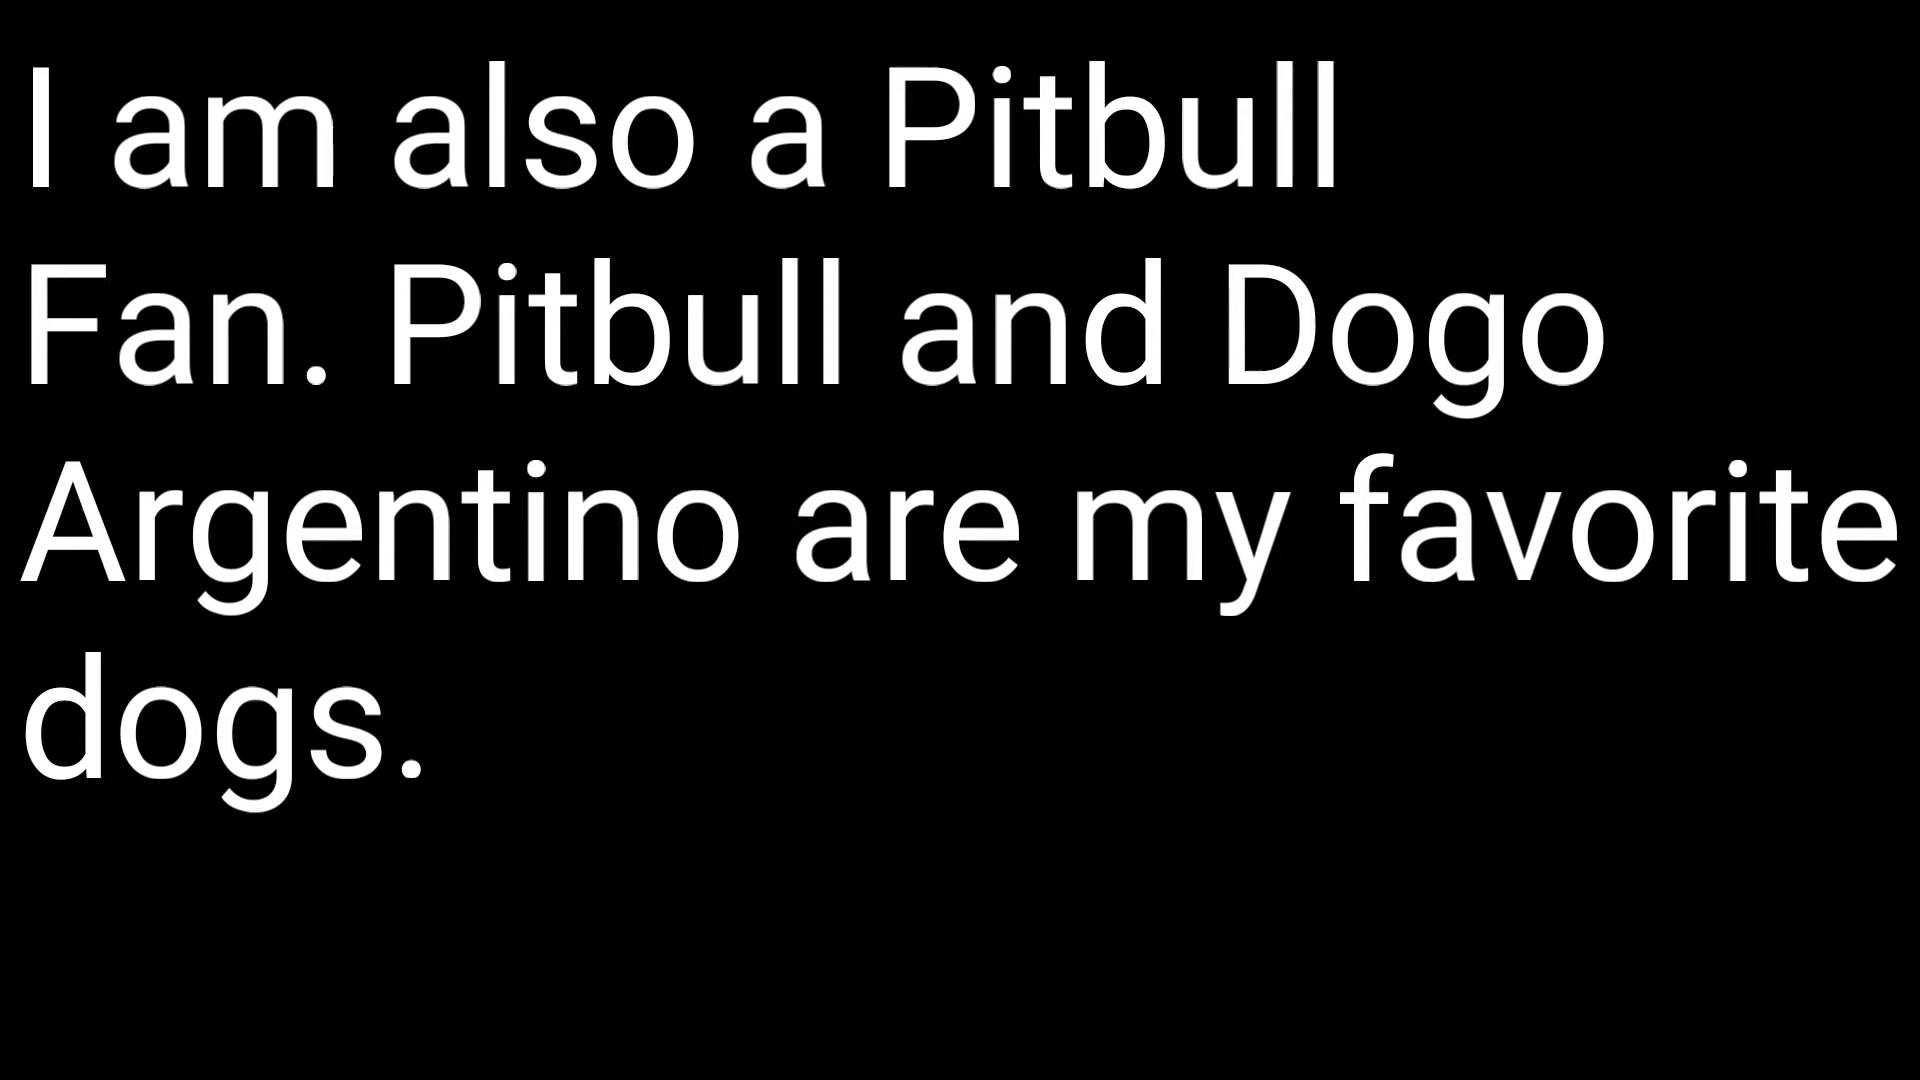 I am also a Pitbull
Fan. Pitbull and Dogo
Argentino are my favorite
dogs.